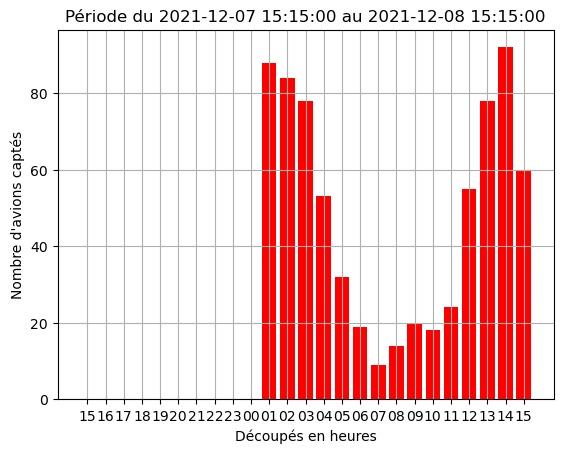 Période du 2021-12-07 15:15:00 au 2021-12-08 15:15:00
Nombre d'avions captés
80
60
40
20
0
15 16 17 18 19 20 21 22 23 00 01 02 03 04 05 06 07 08 09 10 11 12 13 14 15
Découpés en heures